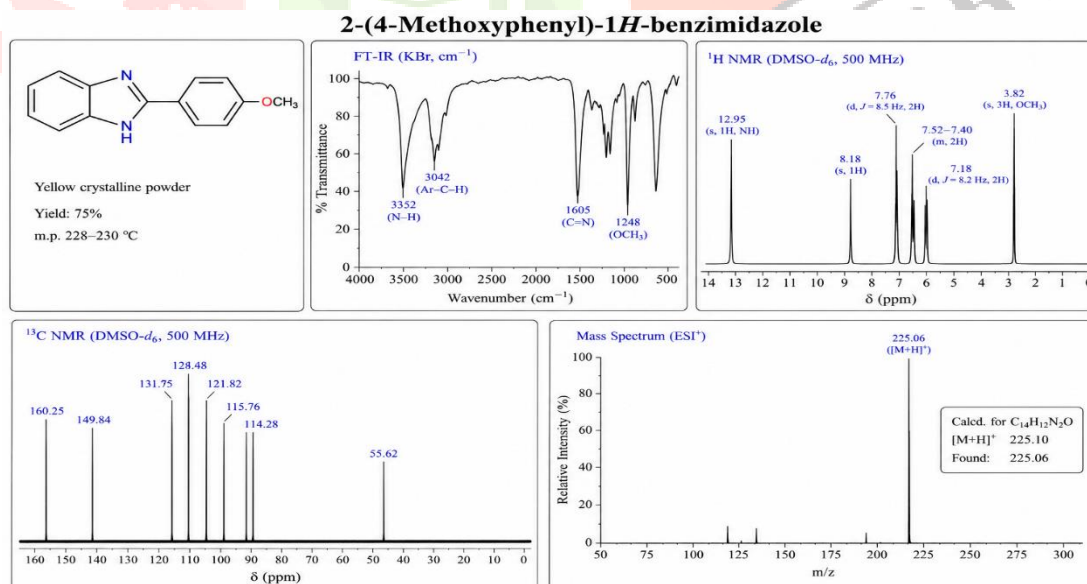 2-(4-Methoxyphenyl)-1H-benzimidazole
N
N
H
OCH₃
Yellow crystalline powder
Yield: 75%
m.p. 228–230 °C
FT-IR (KBr, cm⁻¹)
% Transmittance
100
80
60
40
20
0
3352
(N–H)
3042
(Ar–C–H)
1605
(C=N)
1248
(OCH₃)
4000 3500 3000 2500 2000 1500 1000 500
Wavenumber (cm⁻¹)
¹H NMR (DMSO-d₆, 500 MHz)
12.95
(s, 1H, NH)
8.18
(s, 1H)
7.76
(d, J = 8.5 Hz, 2H)
7.52–7.40
(m, 2H)
7.18
(d, J = 8.2 Hz, 2H)
3.82
(s, 3H, OCH₃)
14 13 12 11 10 9 8 7 6 5 4 3 2 1 0
δ (ppm)
¹³C NMR (DMSO-d₆, 500 MHz)
160.25
149.84
131.75
128.48
121.82
115.76
114.28
55.62
160 150 140 130 120 110 100 90 80 70 60 50 40 30 20 10 0
δ (ppm)
Mass Spectrum (ESI⁺)
Relative Intensity (%)
100
80
60
40
20
0
225.06
([M+H]⁺)
Calcd. for C₁₄H₁₂N₂O
[M+H]⁺ 225.10
Found: 225.06
50 75 100 125 150 175 200 225 250 275 300
m/z